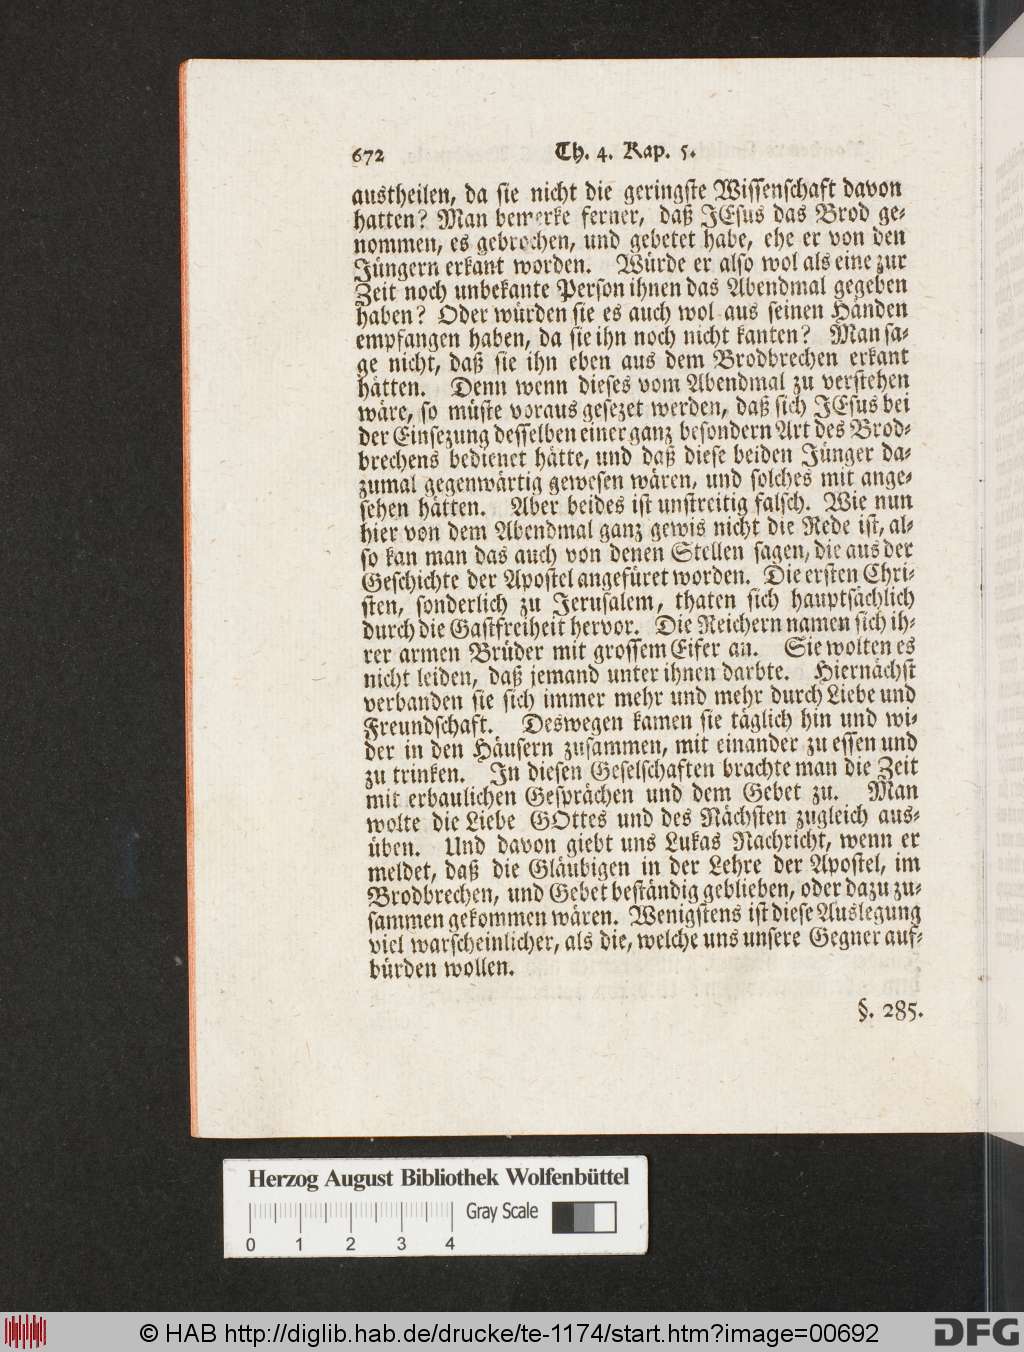 672 Th. 4. Kap. 5.
austheilen, da sie nicht die geringste Wissenschaft davon
hatten? Man bemerke ferner, daß JEsus das Brod ge-
nommen, es gebrochen, und gebetet habe, ehe er von den
Jüngern erkant worden. Würde er also wol als eine zur
Zeit noch unbekante Person ihnen das Abendmal gegeben
haben? Oder würden sie es auch wol aus seinen Händen
empfangen haben, da sie ihn noch nicht kanten? Man sa-
ge nicht, daß sie ihn eben aus dem Brodbrechen erkant
hätten. Denn wenn dieses vom Abendmal zu verstehen
wäre, so müste voraus gesezet werden, daß sich JEsus bei
der Einsezung desselben einer ganz besondern Art des Brod-
brechens bedienet hätte, und daß diese beiden Jünger da-
zumal gegenwärtig gewesen wären, und solches mit ange-
sehen hätten. Aber beides ist unstreitig falsch. Wie nun
hier von dem Abendmal ganz gewis nicht die Rede ist, al-
so kan man das auch von denen Stellen sagen, die aus der
Geschichte der Apostel angefüret worden. Die ersten Chri-
sten, sonderlich zu Jerusalem, thaten sich hauptsächlich
durch die Gastfreiheit hervor. Die Reichern namen sich ih-
rer armen Brüder mit grossem Eifer an. Sie wolten es
nicht leiden, daß jemand unter ihnen darbte. Hiernächst
verbanden sie sich immer mehr und mehr durch Liebe und
Freundschaft. Deswegen kamen sie täglich hin und wi-
der in den Häusern zusammen, mit einander zu essen und
zu trinken. In diesen Geselschaften brachte man die Zeit
mit erbaulichen Gesprächen und dem Gebet zu. Man
wolte die Liebe GOttes und des Nächsten zugleich aus-
üben. Und davon giebt uns Lukas Nachricht, wenn er
meldet, daß die Gläubigen in der Lehre der Apostel, im
Brodbrechen, und Gebet beständig geblieben, oder dazu zu-
sammen gekommen wären. Wenigstens ist diese Auslegung
viel warscheinlicher, als die, welche uns unsere Gegner auf-
bürden wollen.
§. 285.
Herzog August Bibliothek Wolfenbüttel
Gray Scale
0 1 2 3 4
© HAB http://diglib.hab.de/drucke/te-1174/start.htm?image=00692
DFG